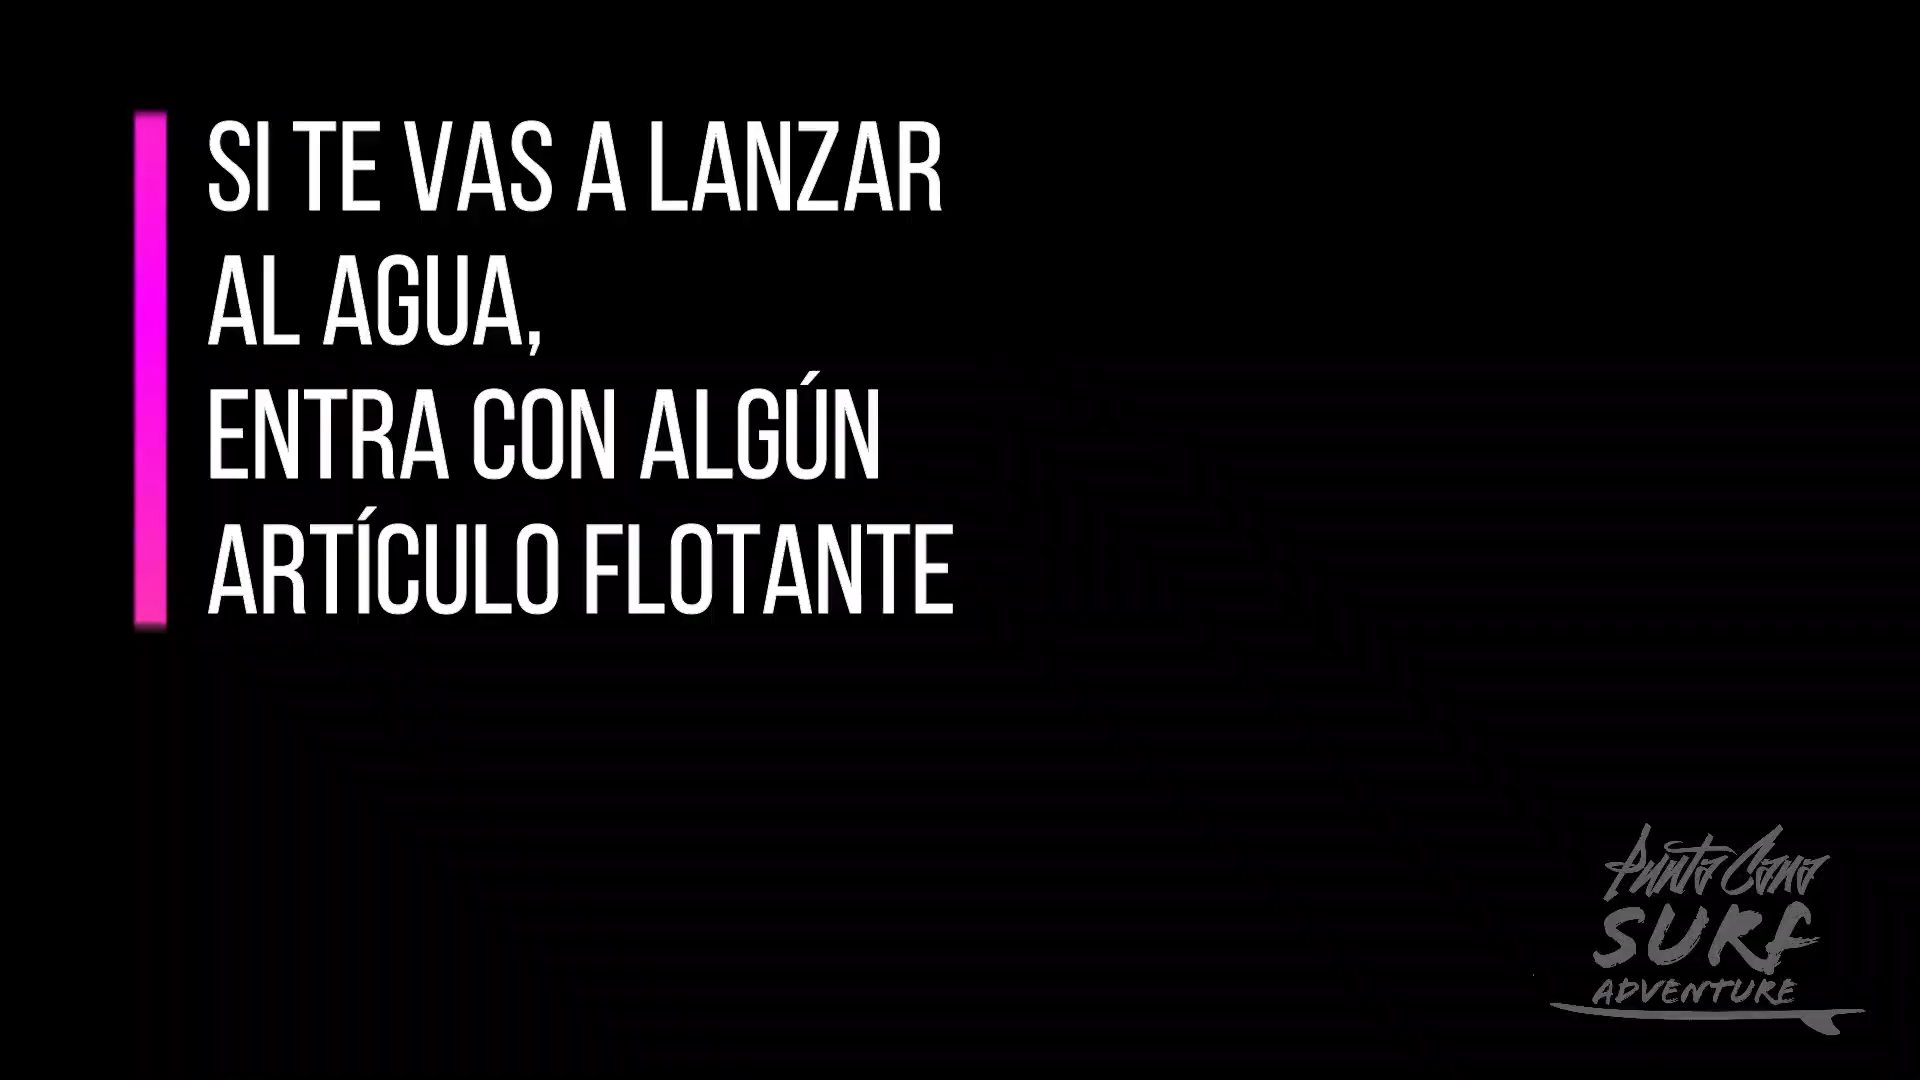 SI TE VAS A LANZAR
AL AGUA,
ENTRA CON ALGÚN
ARTÍCULO FLOTANTE
Punta Cana
SURF
ADVENTURE